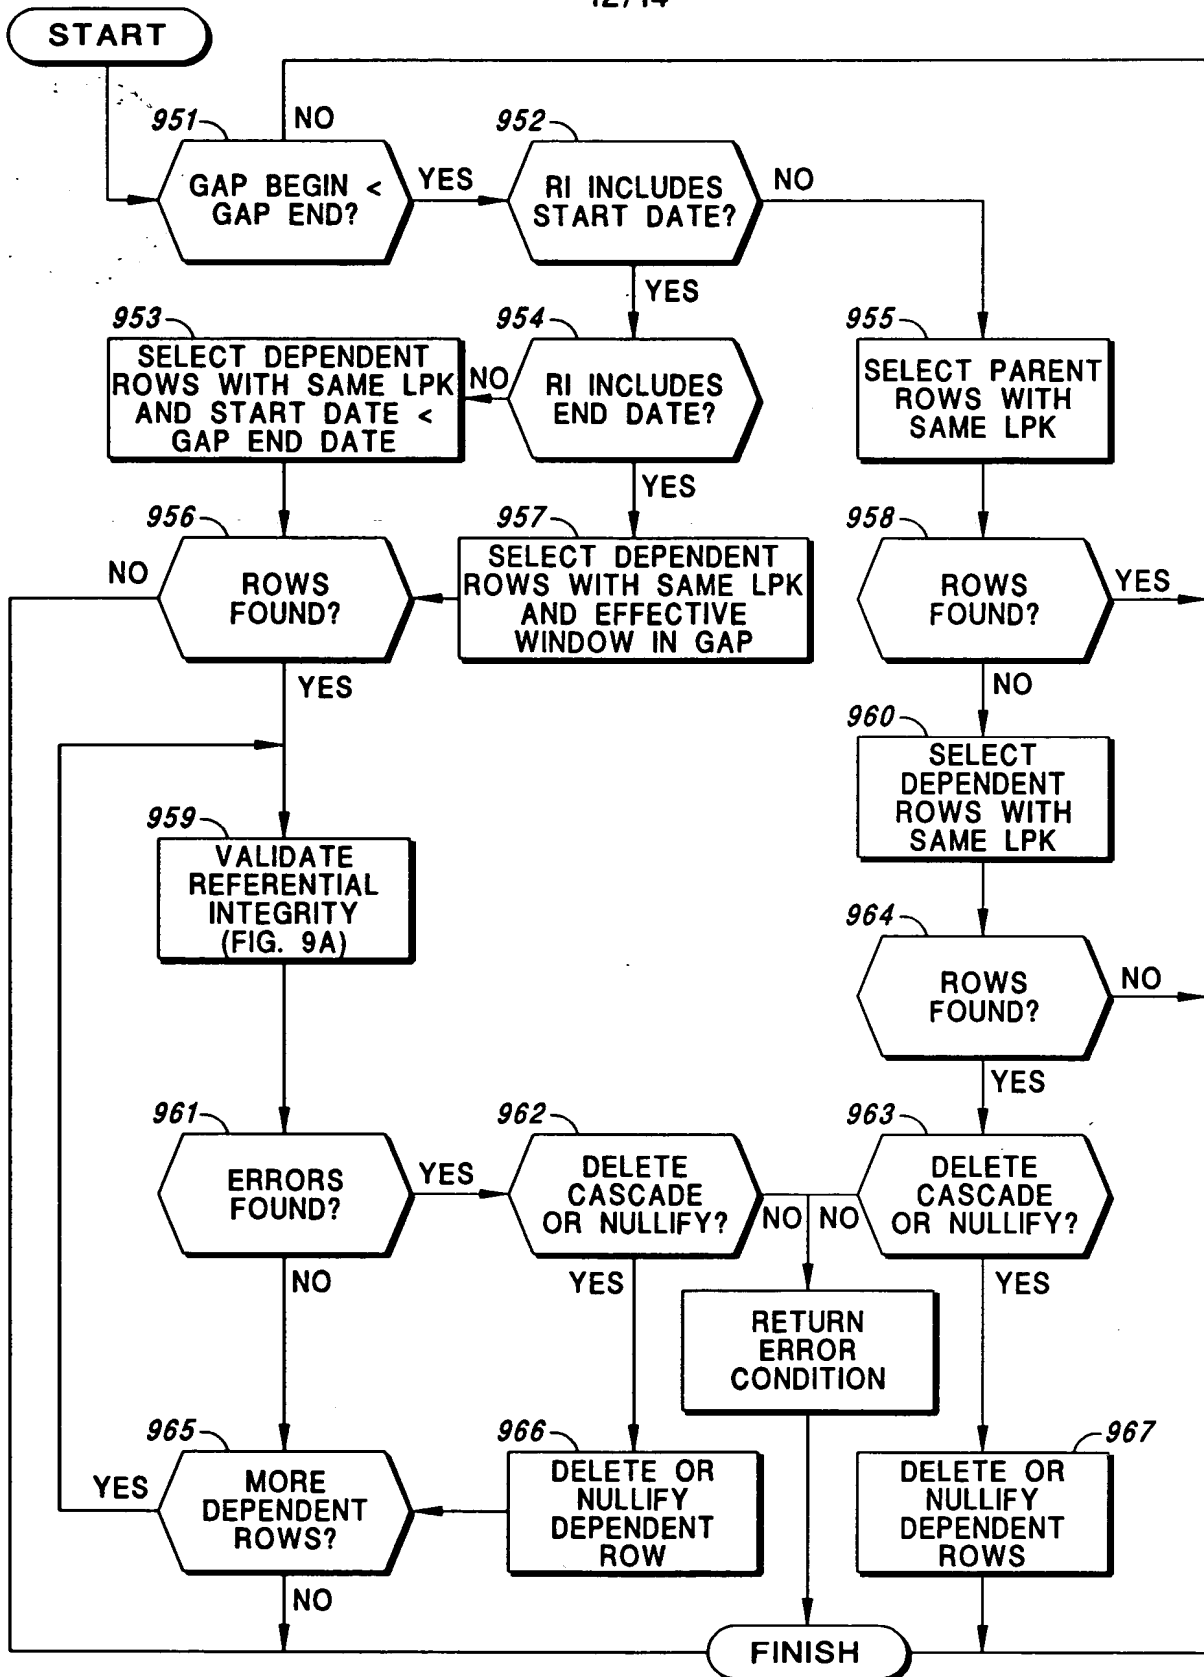 START
951
NO
GAP BEGIN <
GAP END?
YES
952
RI INCLUDES
START DATE?
NO
YES
953
SELECT DEPENDENT
ROWS WITH SAME LPK
AND START DATE <
GAP END DATE
NO
954
RI INCLUDES
END DATE?
YES
955
SELECT PARENT
ROWS WITH
SAME LPK
956
NO
ROWS
FOUND?
YES
957
SELECT DEPENDENT
ROWS WITH SAME LPK
AND EFFECTIVE
WINDOW IN GAP
958
ROWS
FOUND?
YES
NO
960
SELECT
DEPENDENT
ROWS WITH
SAME LPK
959
VALIDATE
REFERENTIAL
INTEGRITY
(FIG. 9A)
964
ROWS
FOUND?
NO
YES
961
ERRORS
FOUND?
YES
NO
962
DELETE
CASCADE
OR NULLIFY?
NO
YES
963
DELETE
CASCADE
OR NULLIFY?
NO
YES
RETURN
ERROR
CONDITION
965
YES
MORE
DEPENDENT
ROWS?
NO
966
DELETE OR
NULLIFY
DEPENDENT
ROW
967
DELETE OR
NULLIFY
DEPENDENT
ROWS
FINISH